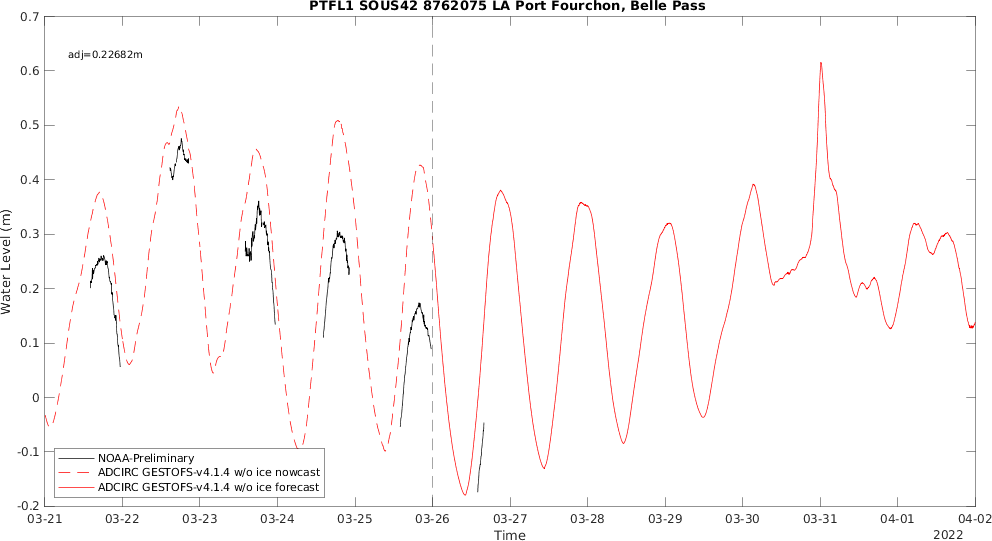 PTFL1 SOUS42 8762075 LA Port Fourchon, Belle Pass
adj=0.22682m
Water Level (m)
0.7
0.6
0.5
0.4
0.3
0.2
0.1
0
-0.1
-0.2
NOAA-Preliminary
ADCIRC GESTOFS-v4.1.4 w/o ice nowcast
ADCIRC GESTOFS-v4.1.4 w/o ice forecast
03-21 03-22 03-23 03-24 03-25 03-26 03-27 03-28 03-29 03-30 03-31 04-01 04-02
Time
2022